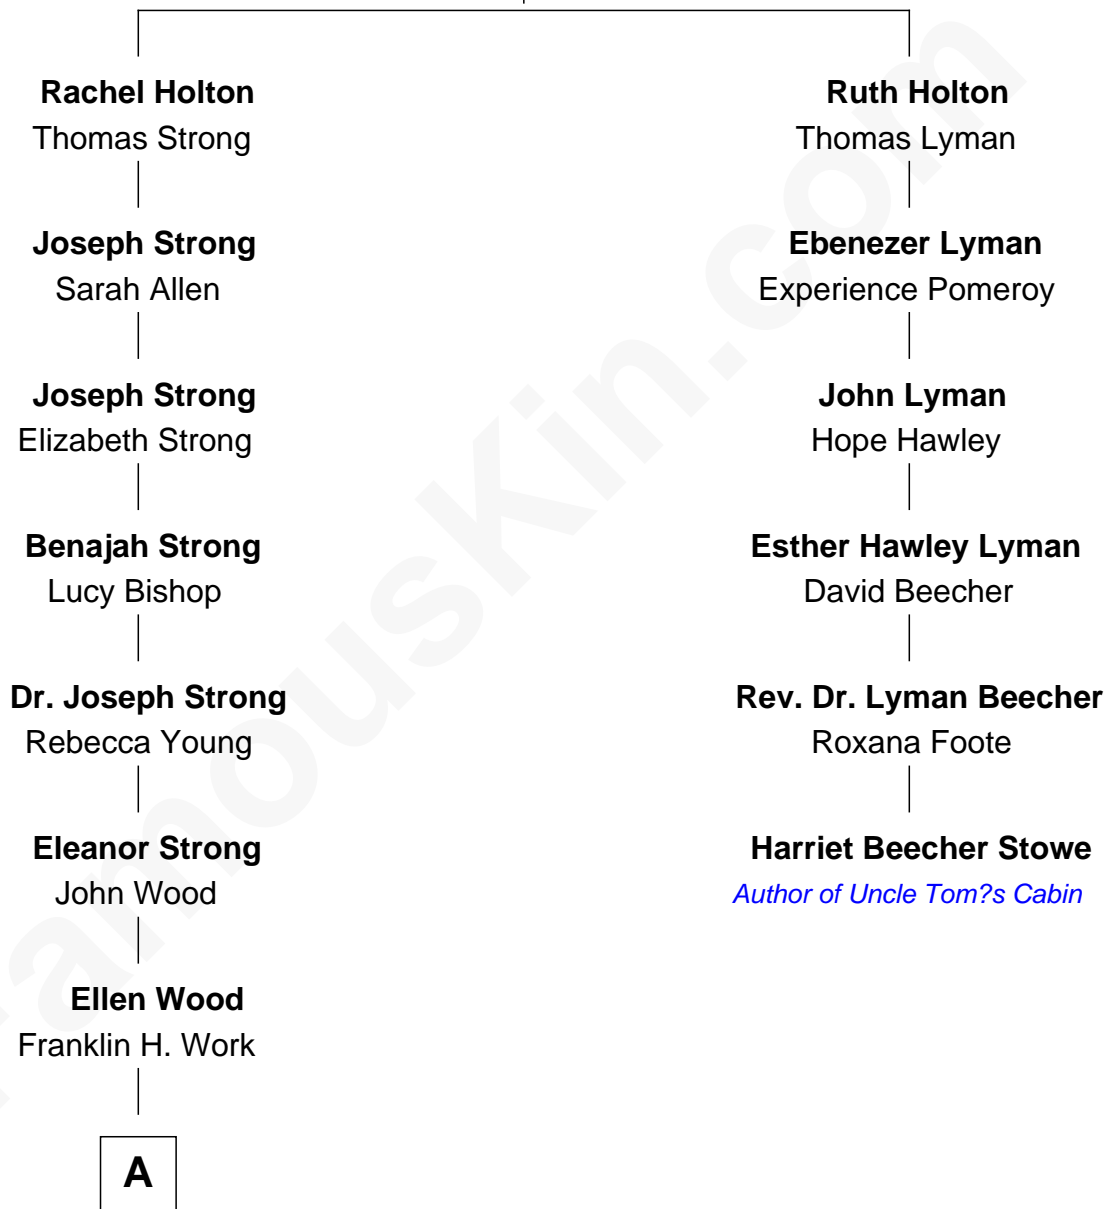 Rachel Holton
Thomas Strong
Joseph Strong
Sarah Allen
Joseph Strong
Elizabeth Strong
Benajah Strong
Lucy Bishop
Dr. Joseph Strong
Rebecca Young
Eleanor Strong
John Wood
Ellen Wood
Franklin H. Work
A
Ruth Holton
Thomas Lyman
Ebenezer Lyman
Experience Pomeroy
John Lyman
Hope Hawley
Esther Hawley Lyman
David Beecher
Rev. Dr. Lyman Beecher
Roxana Foote
Harriet Beecher Stowe
Author of Uncle Tom?s Cabin
FamousKin.com